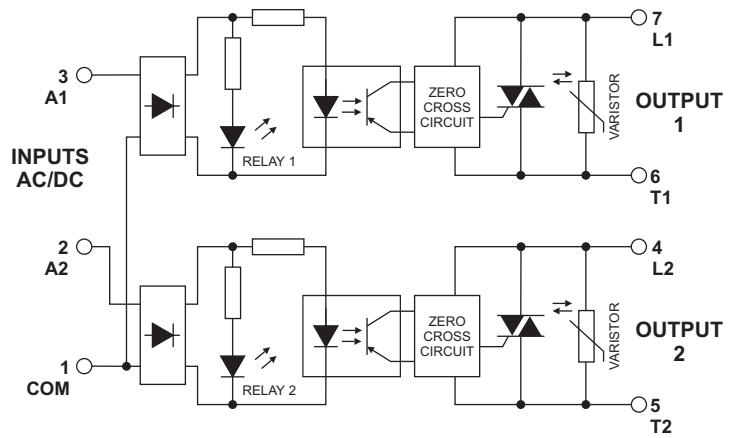 3
A1
INPUTS
AC/DC
2
A2
1
COM
RELAY 1
ZERO
CROSS
CIRCUIT
VARISTOR
7
L1
OUTPUT
1
6
T1
RELAY 2
ZERO
CROSS
CIRCUIT
VARISTOR
4
L2
OUTPUT
2
5
T2